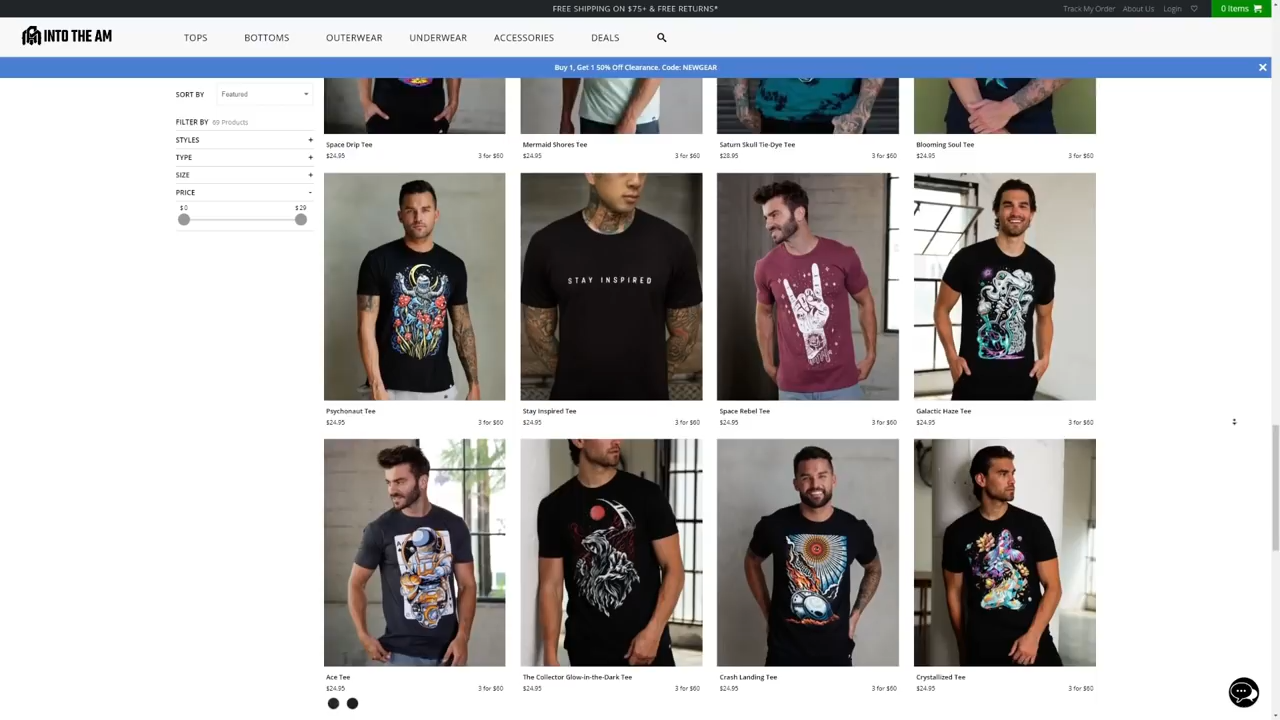 FREE SHIPPING ON $75+ & FREE RETURNS*
Track My Order About Us Login 0 Items
INTO THE AM
TOPS BOTTOMS OUTERWEAR UNDERWEAR ACCESSORIES DEALS
Buy 1, Get 1 50% Off Clearance. Code: NEWGEAR
SORT BY Featured
FILTER BY 69 Products
STYLES +
TYPE +
SIZE +
PRICE -
$0 $29
Space Drip Tee
$24.95 3 for $60
Mermaid Shores Tee
$24.95 3 for $60
Saturn Skull Tie-Dye Tee
$28.95 3 for $60
Blooming Soul Tee
$24.95 3 for $60
STAY INSPIRED
Psychonaut Tee
$24.95 3 for $60
Stay Inspired Tee
$24.95 3 for $60
Space Rebel Tee
$24.95 3 for $60
Galactic Haze Tee
$24.95 3 for $60
A
Ace Tee
$24.95 3 for $60
The Collector Glow-in-the-Dark Tee
$24.95 3 for $60
Crash Landing Tee
$24.95 3 for $60
Crystallized Tee
$24.95 3 for $60